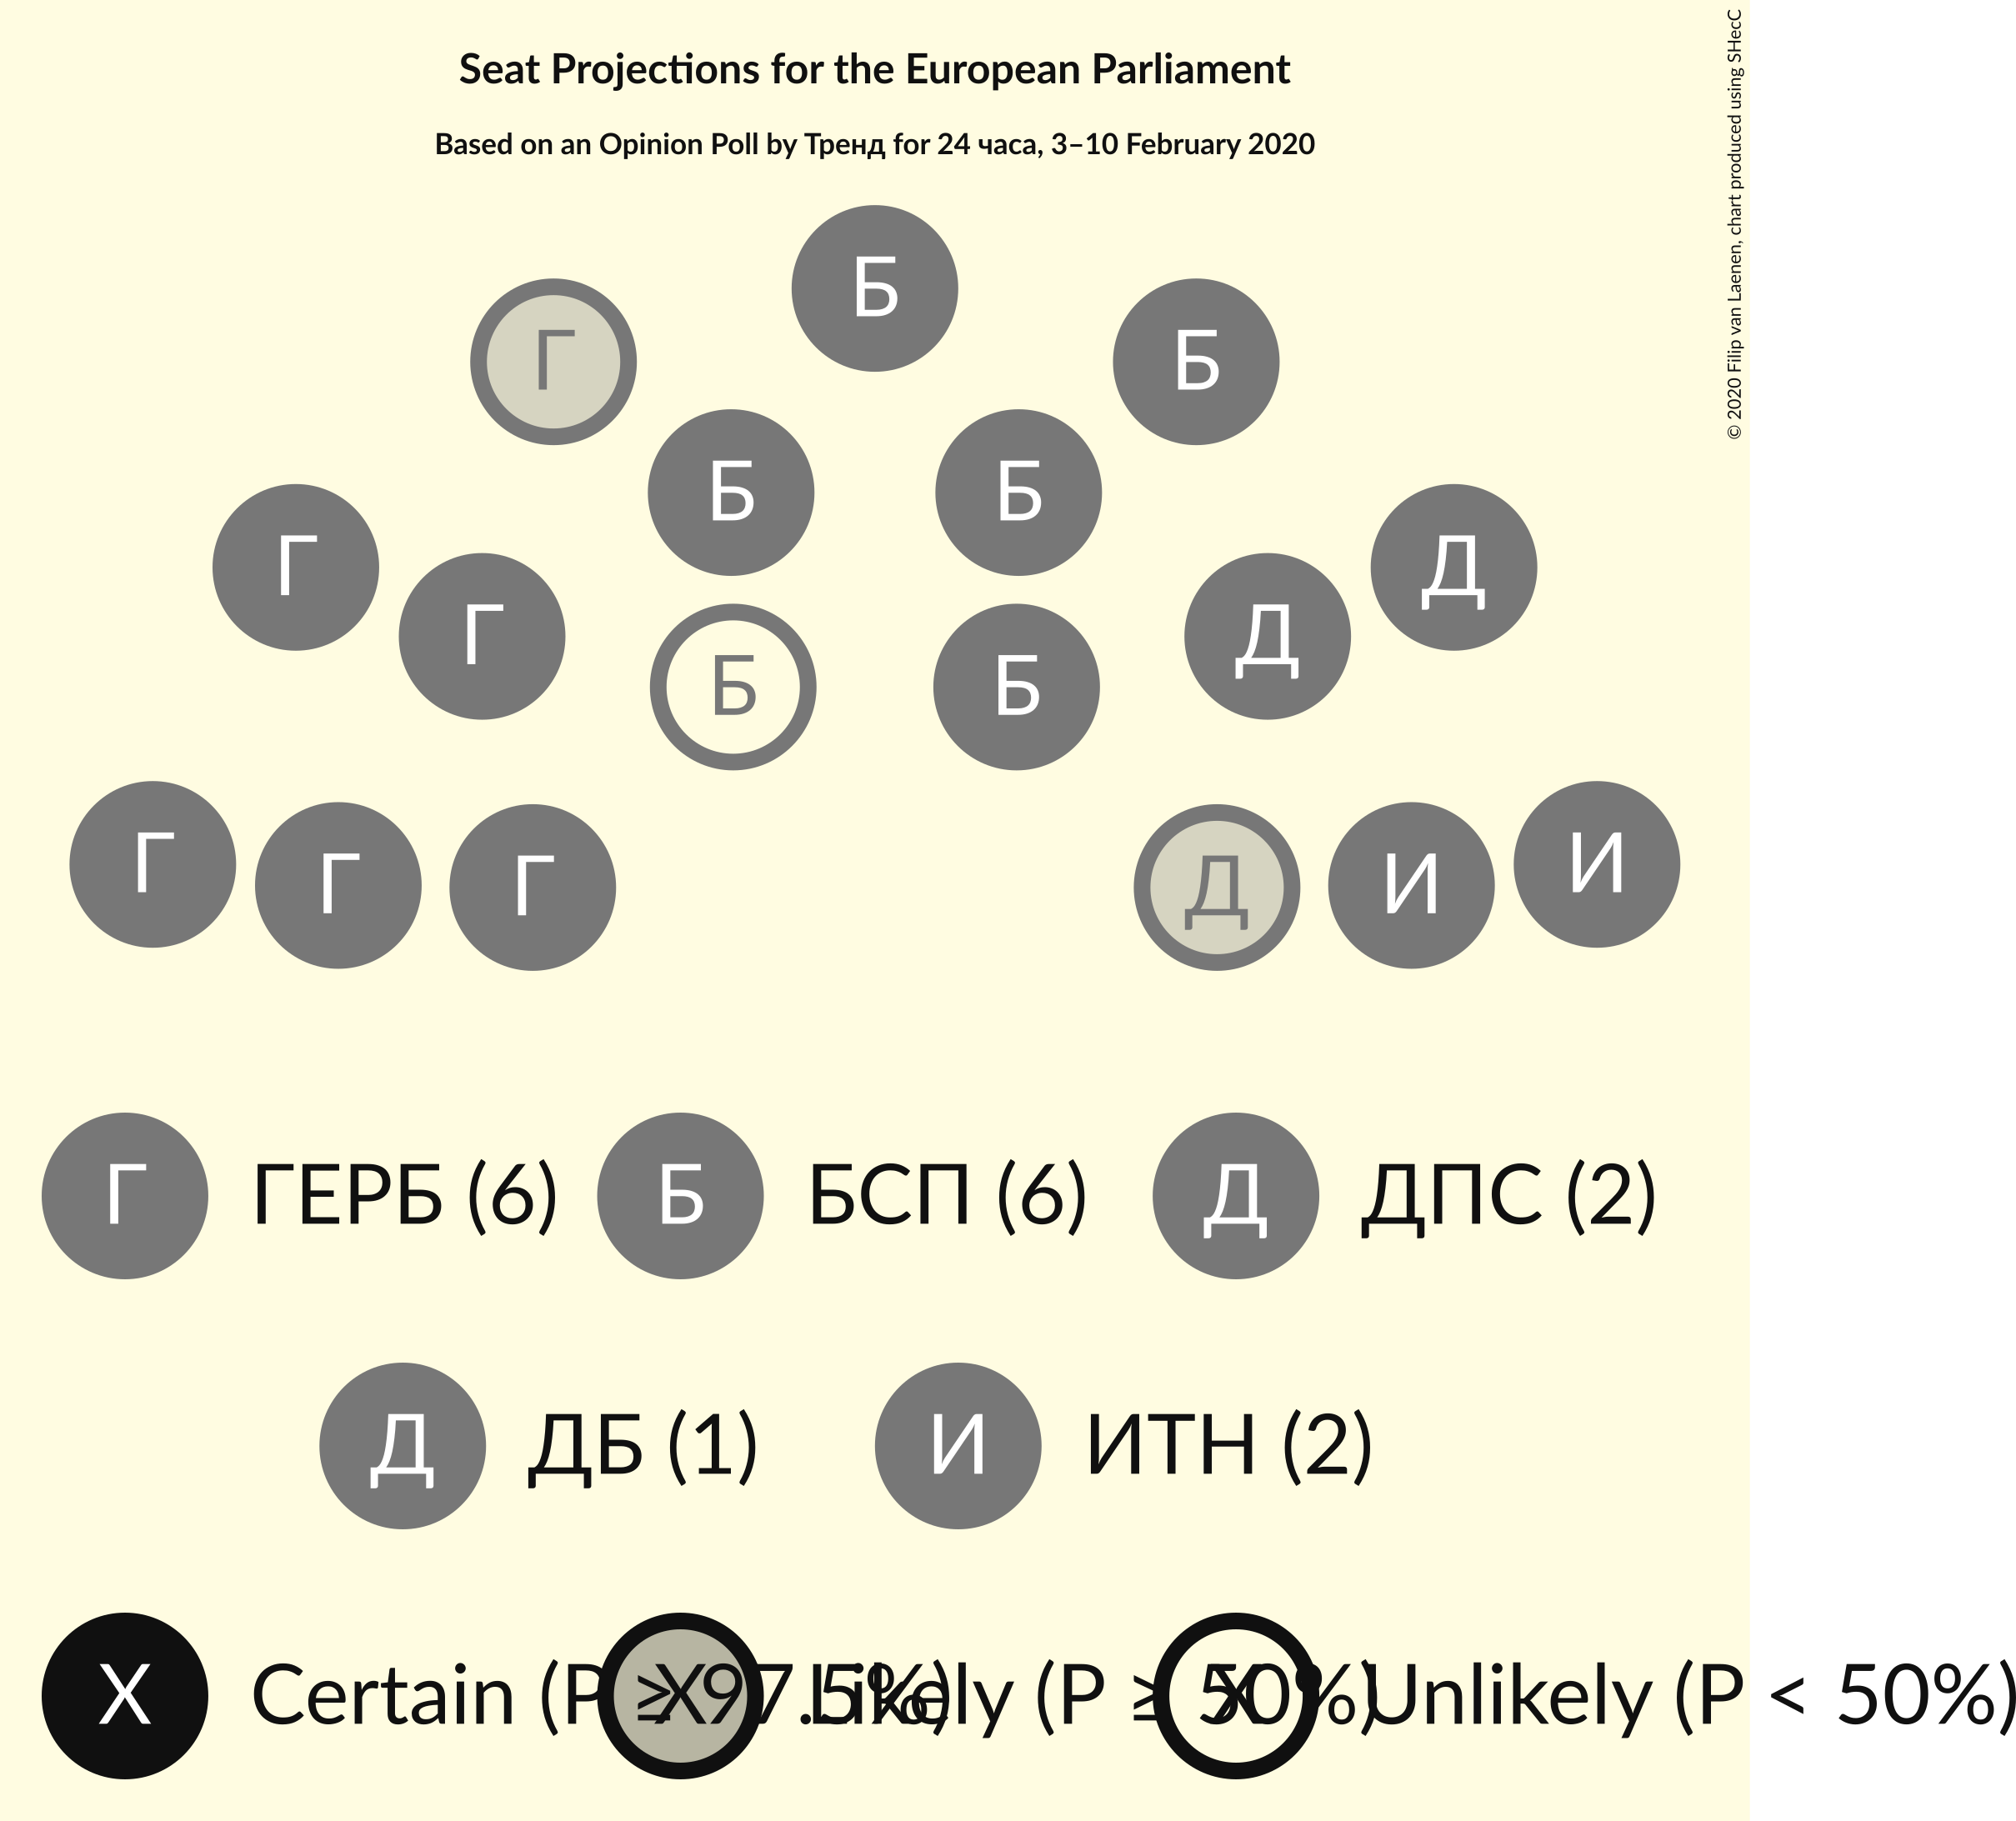 Seat Projections for the European Parliament
Based on an Opinion Poll by Тренд for 24 часа, 3–10 February 2020
© 2020 Filip van Laenen, chart produced using SHecC
Б
Г
Б
Б
Б
Г
Д
Г
Д
Б
Б
Г
Г
Г
Д
И
И
Г ГЕРБ (6) Б БСП (6) Д ДПС (2)
Д ДБ (1) И ИТН (2)
X Certain (P ≥ 97.5%) X Likely (P ≥ 50%) X Unlikely (P < 50%)